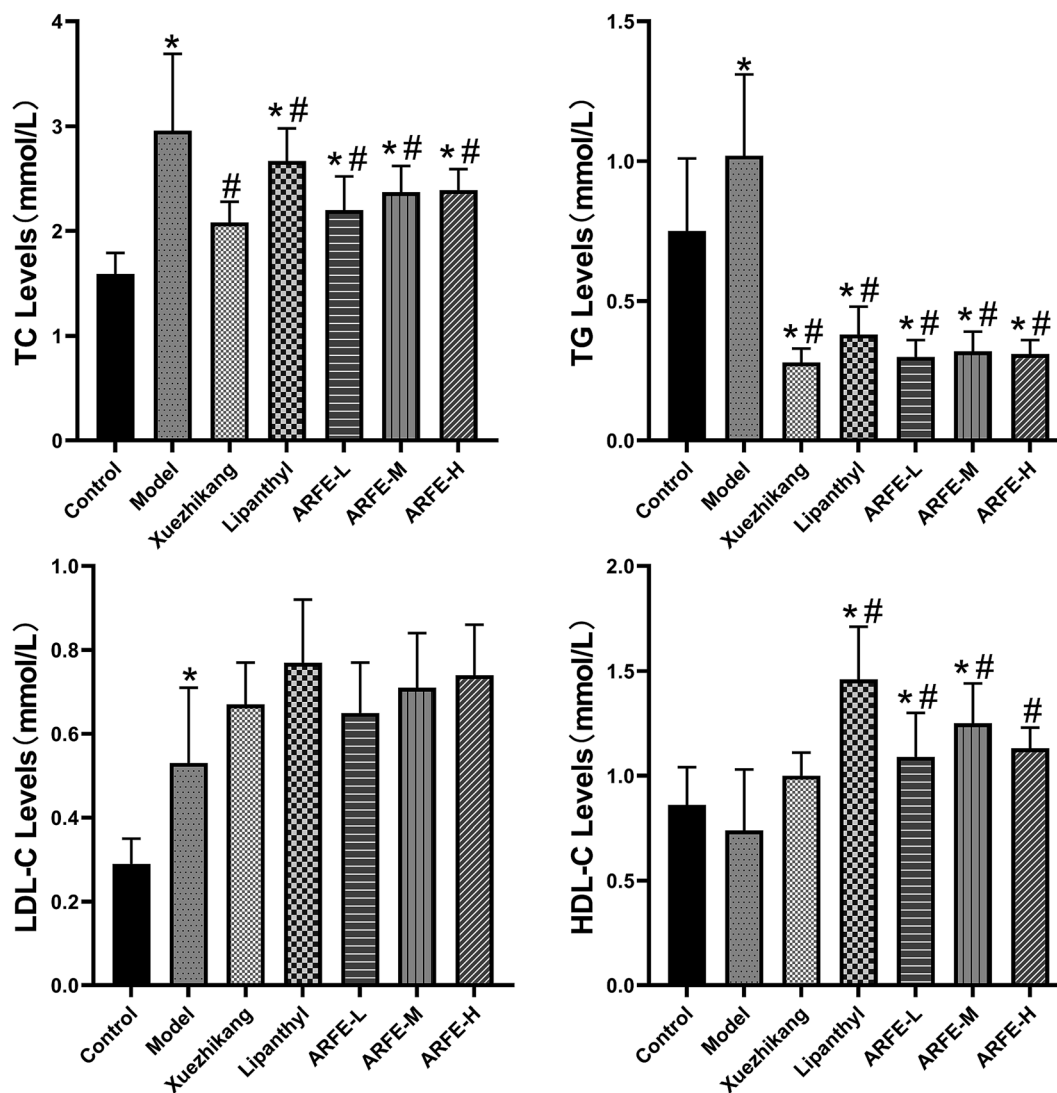 TC Levels（mmol/L）
4
3
2
1
0
*
#
* #
* #
* #
* #
Control
Model
Xuezhikang
Lipanthyl
ARFE-L
ARFE-M
ARFE-H
TG Levels（mmol/L）
1.5
1.0
0.5
0.0
*
* #
* #
* #
* #
* #
Control
Model
Xuezhikang
Lipanthyl
ARFE-L
ARFE-M
ARFE-H
LDL-C Levels（mmol/L）
1.0
0.8
0.6
0.4
0.2
0.0
*
Control
Model
Xuezhikang
Lipanthyl
ARFE-L
ARFE-M
ARFE-H
HDL-C Levels（mmol/L）
2.0
1.5
1.0
0.5
0.0
* #
* #
* #
#
Control
Model
Xuezhikang
Lipanthyl
ARFE-L
ARFE-M
ARFE-H